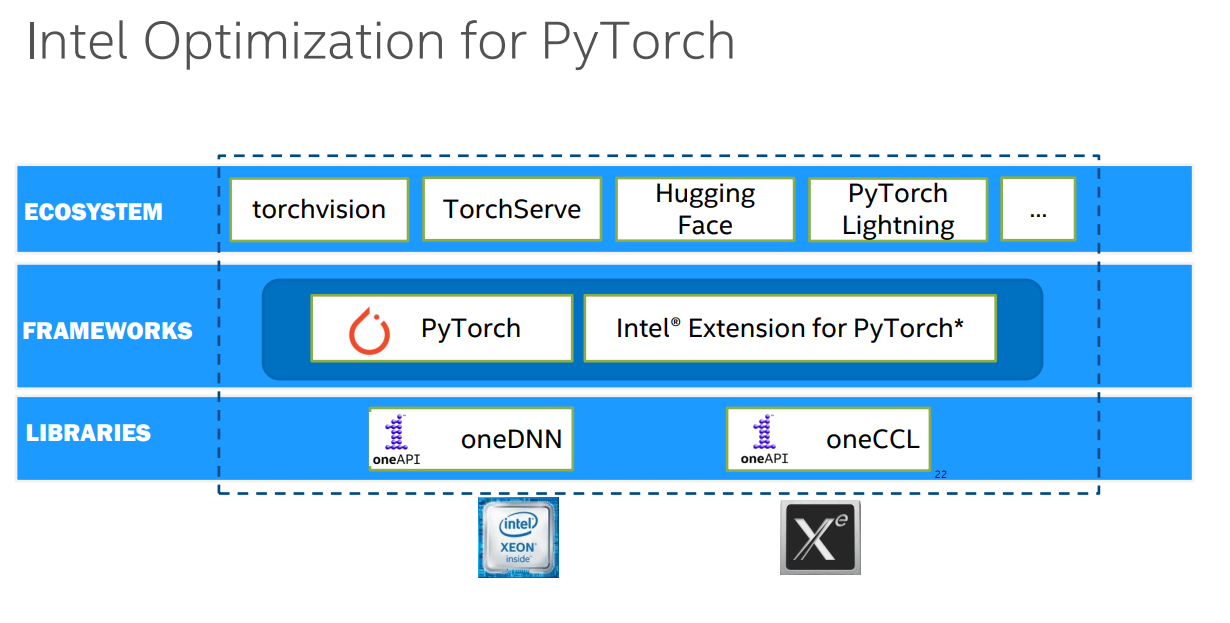 Intel Optimization for PyTorch
ECOSYSTEM
torchvision
TorchServe
Hugging
Face
PyTorch
Lightning
...
FRAMEWORKS
PyTorch
Intel® Extension for PyTorch*
LIBRARIES
oneAPI
oneDNN
oneAPI
oneCCL
22
intel
XEON®
inside™
Xe